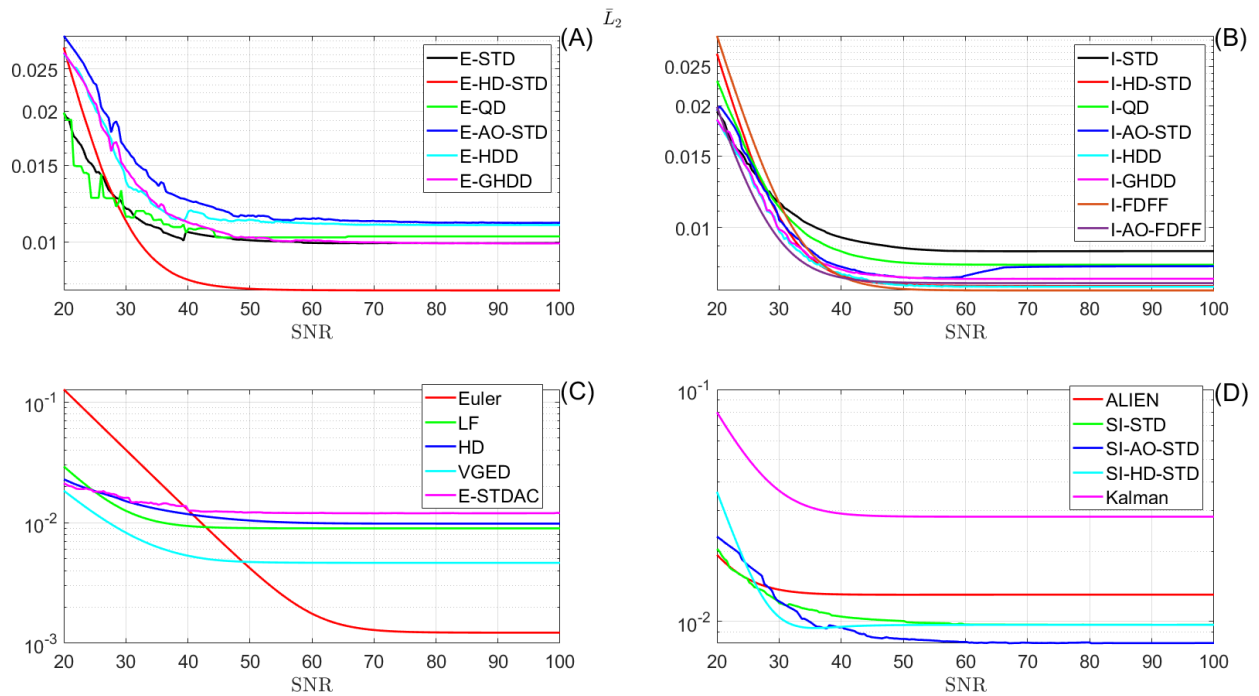 L̄₂
(A)
E-STD
E-HD-STD
E-QD
E-AO-STD
E-HDD
E-GHDD
0.025
0.02
0.015
0.01
20 30 40 50 60 70 80 90 100
SNR
(B)
I-STD
I-HD-STD
I-QD
I-AO-STD
I-HDD
I-GHDD
I-FDFF
I-AO-FDFF
0.025
0.02
0.015
0.01
20 30 40 50 60 70 80 90 100
SNR
(C)
Euler
LF
HD
VGED
E-STDAC
10⁻¹
10⁻²
10⁻³
20 30 40 50 60 70 80 90 100
SNR
(D)
ALIEN
SI-STD
SI-AO-STD
SI-HD-STD
Kalman
10⁻¹
10⁻²
20 30 40 50 60 70 80 90 100
SNR